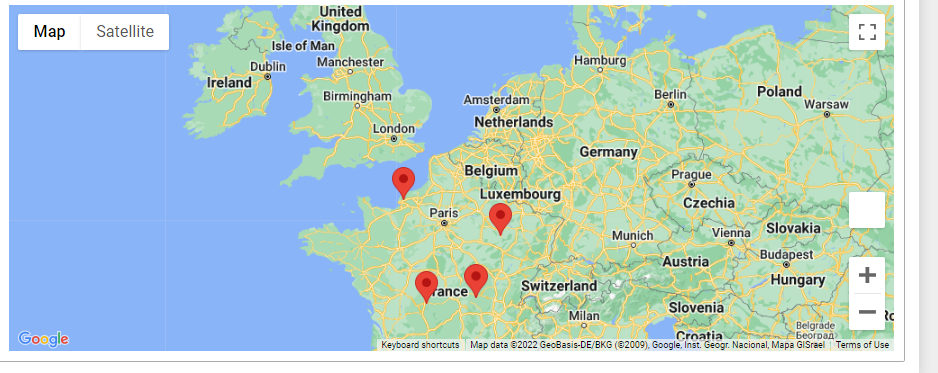 Map
Satellite
United
Kingdom
Isle of Man
Dublin
Manchester
Ireland
Birmingham
London
Hamburg
Amsterdam
Netherlands
Berlin
Poland
Warsaw
Germany
Belgium
Luxembourg
Prague
Czechia
Paris
Munich
Vienna
Slovakia
Austria
Budapest
Hungary
rance
Switzerland
Slovenia
Milan
Croatia
Belgrade
Београд
Ro
Google
Keyboard shortcuts
Map data ©2022 GeoBasis-DE/BKG (©2009), Google, Inst. Geogr. Nacional, Mapa GISrael
Terms of Use